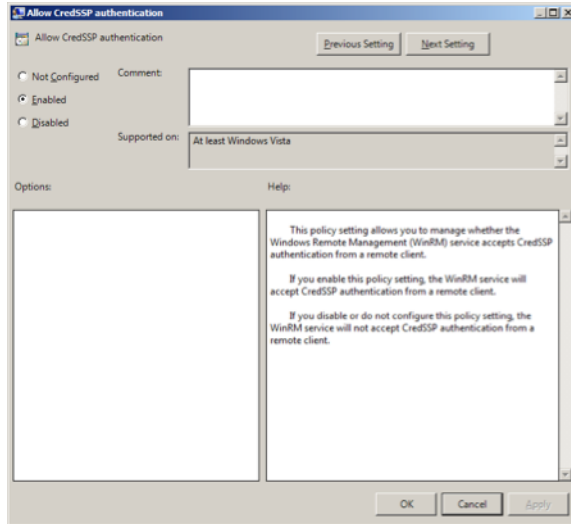 Allow CredSSP authentication
Allow CredSSP authentication
Previous Setting
Next Setting
Not Configured
Comment:
Enabled
Disabled
Supported on:
At least Windows Vista
Options:
Help:
This policy setting allows you to manage whether the
Windows Remote Management (WinRM) service accepts CredSSP
authentication from a remote client.
If you enable this policy setting, the WinRM service will
accept CredSSP authentication from a remote client.
If you disable or do not configure this policy setting, the
WinRM service will not accept CredSSP authentication from a
remote client.
OK
Cancel
Apply